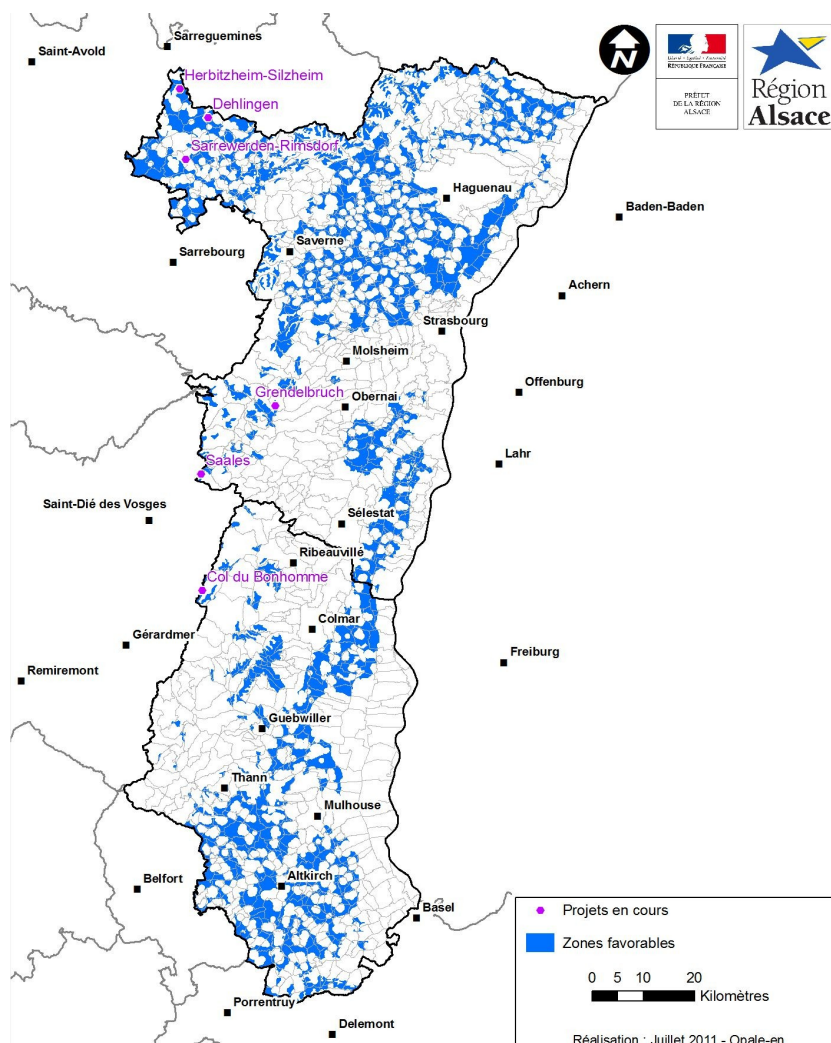 Sarreguemines
Saint-Avold
Herbitzheim-Silzheim
Dehlingen
Sarrewerden-Rimsdorf
Liberté • Egalité • Fraternité
RÉPUBLIQUE FRANÇAISE
PRÉFET
DE LA RÉGION
ALSACE
Région
Alsace
Haguenau
Baden-Baden
Saverne
Sarrebourg
Achern
Strasbourg
Molsheim
Offenburg
Grendelbruch
Obernai
Lahr
Saales
Saint-Dié des Vosges
Sélestat
Ribeauvillé
Col du Bonhomme
Colmar
Gérardmer
Freiburg
Remiremont
Guebwiller
Thann
Mulhouse
Belfort
Altkirch
Basel
Projets en cours
Zones favorables
0 5 10 20
Kilomètres
Porrentruy
Delemont
Réalisation : Juillet 2011 - Opale-en